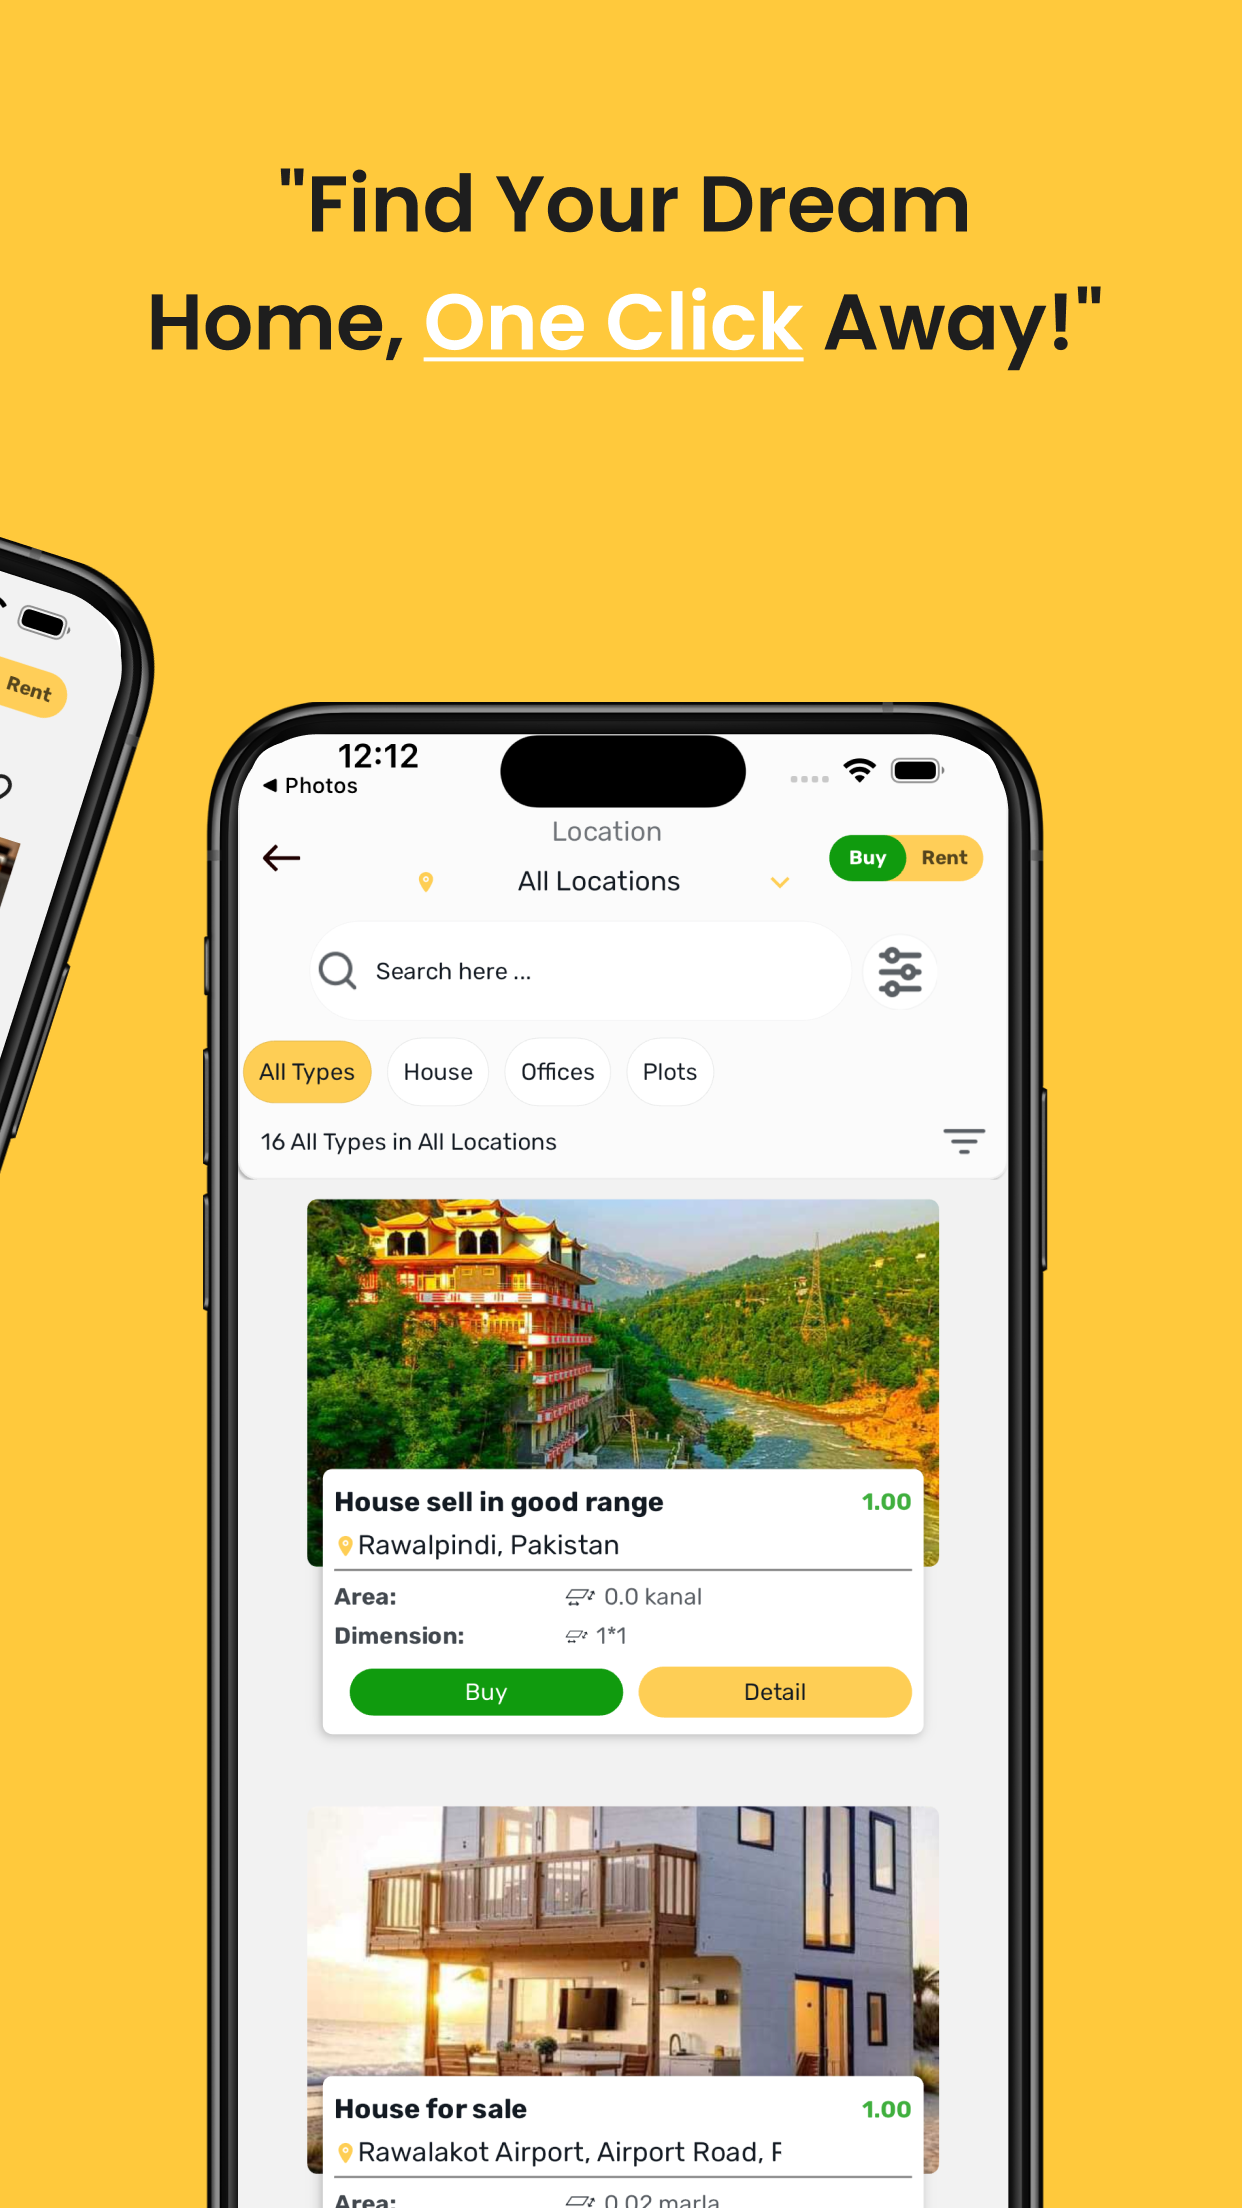 "Find Your Dream
Home, One Click Away!"
Rent
12:12
◀ Photos
Location
All Locations
Buy
Rent
Search here ...
All Types
House
Offices
Plots
16 All Types in All Locations
House sell in good range
1.00
Rawalpindi, Pakistan
Area:
0.0 kanal
Dimension:
1*1
Buy
Detail
House for sale
1.00
Rawalakot Airport, Airport Road,
Area:
0.02 marla